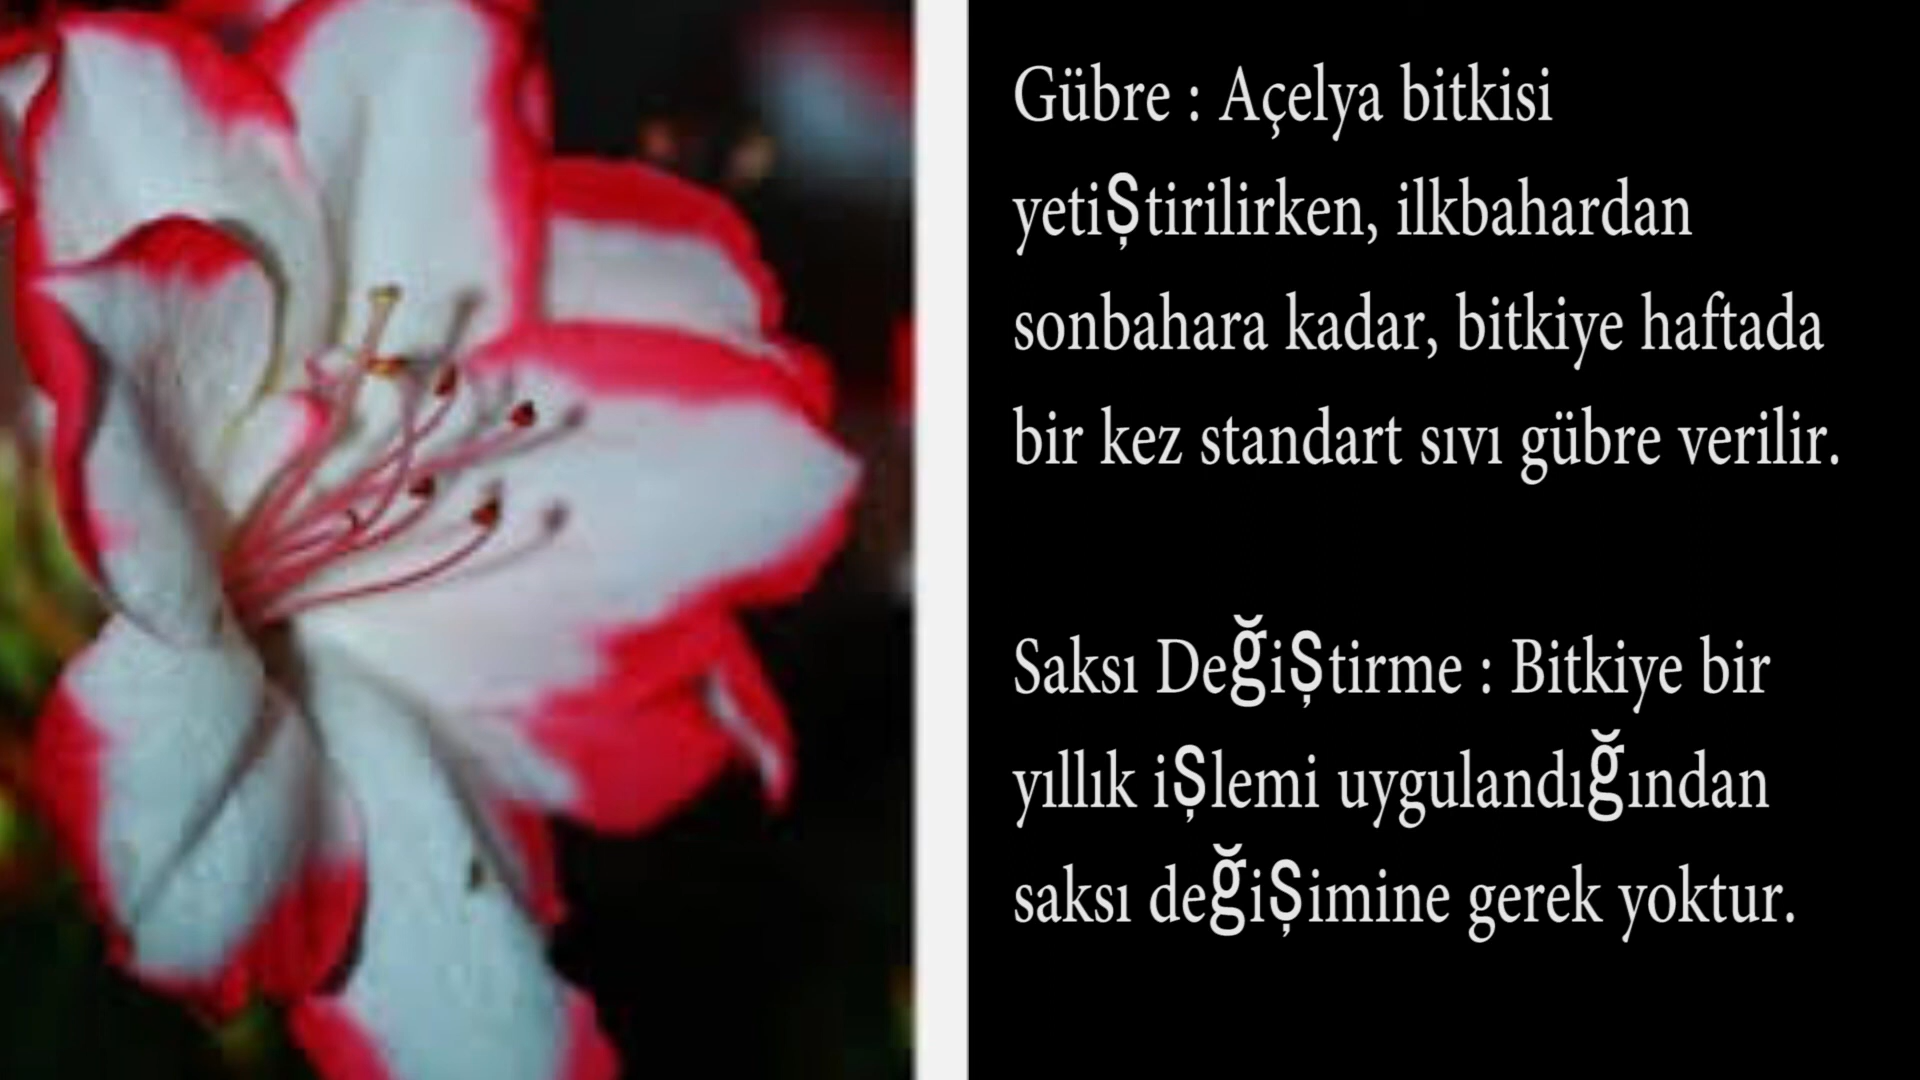 Gübre : Açelya bitkisi
yetiştirilirken, ilkbahardan
sonbahara kadar, bitkiye haftada
bir kez standart sıvı gübre verilir.
Saksı Değiştirme : Bitkiye bir
yıllık işlemi uygulandığından
saksı değişimine gerek yoktur.